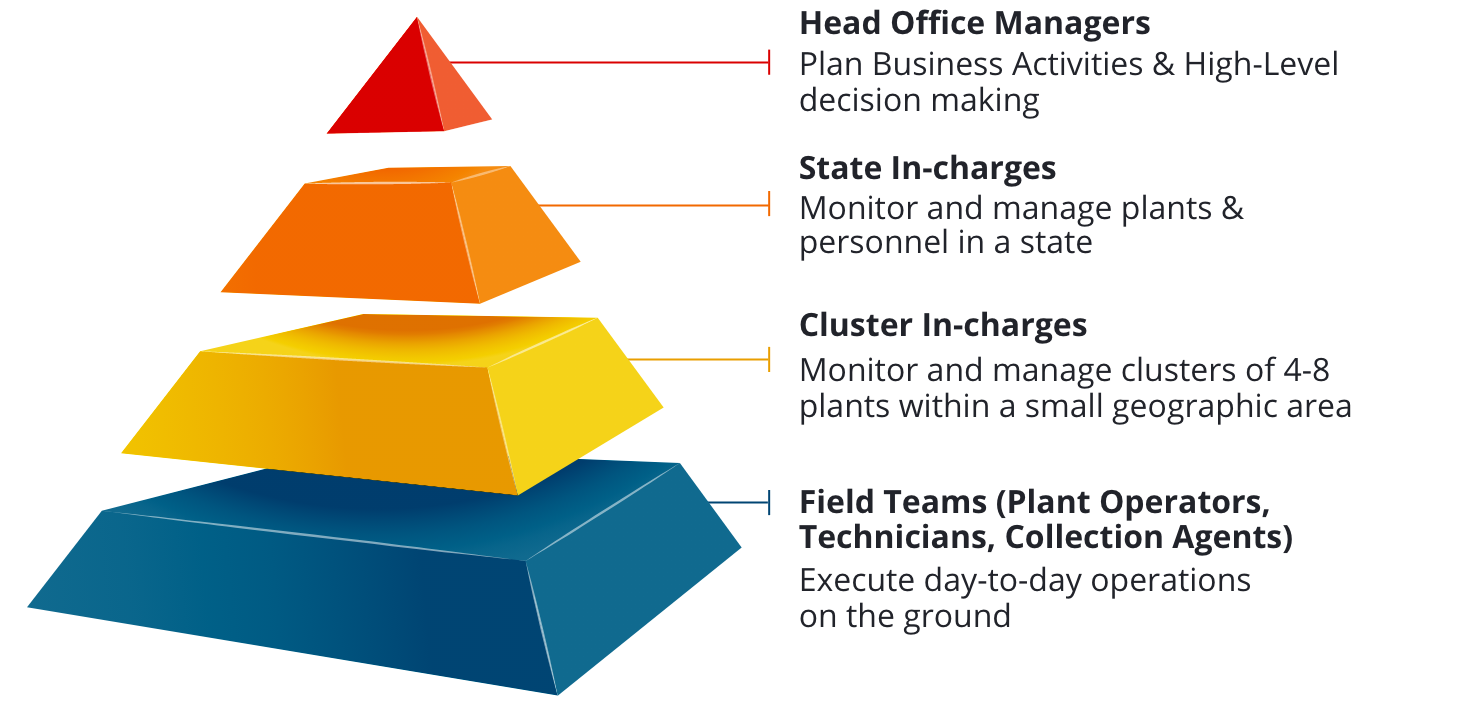 Head Office Managers
Plan Business Activities & High-Level
decision making
State In-charges
Monitor and manage plants &
personnel in a state
Cluster In-charges
Monitor and manage clusters of 4-8
plants within a small geographic area
Field Teams (Plant Operators,
Technicians, Collection Agents)
Execute day-to-day operations
on the ground